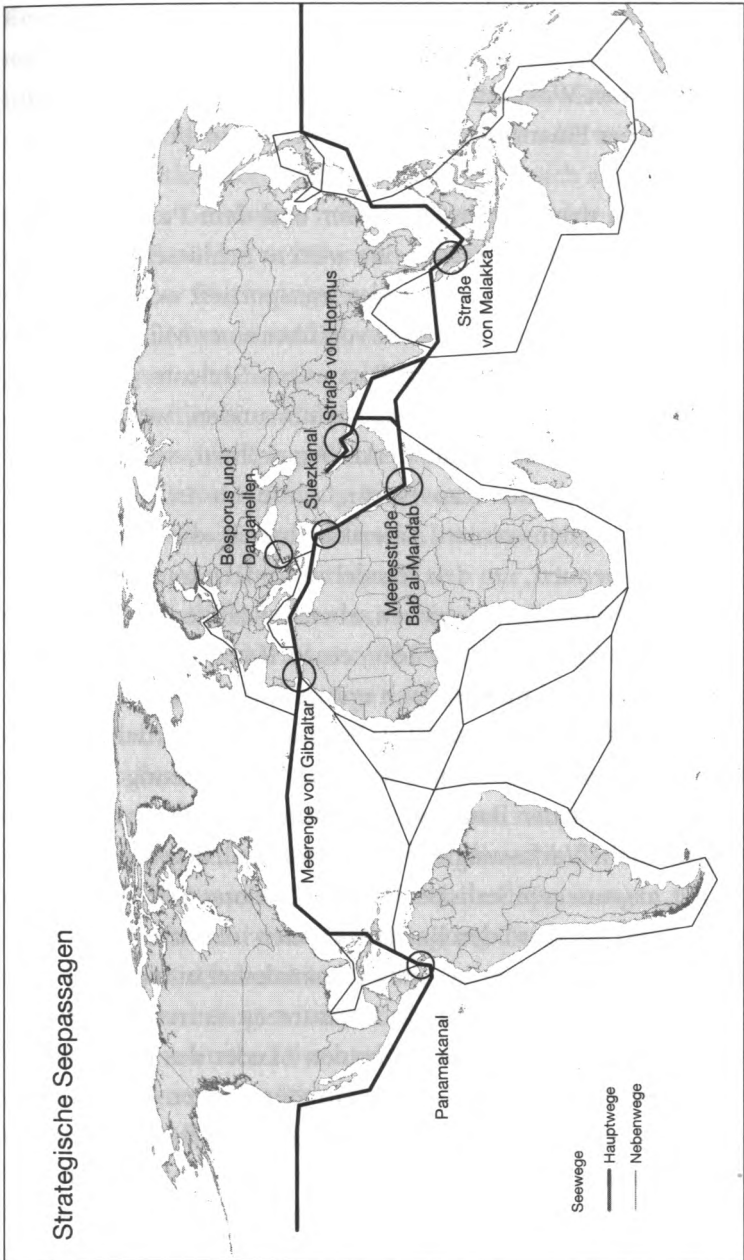 Strategische Seepassagen
Bosporus und
Dardanellen
Suezkanal
Straße von Hormus
Meerenge von Gibraltar
Meeresstraße
Bab al-Mandab
Straße
von Malakka
Panamakanal
Seewege
Hauptwege
Nebenwege